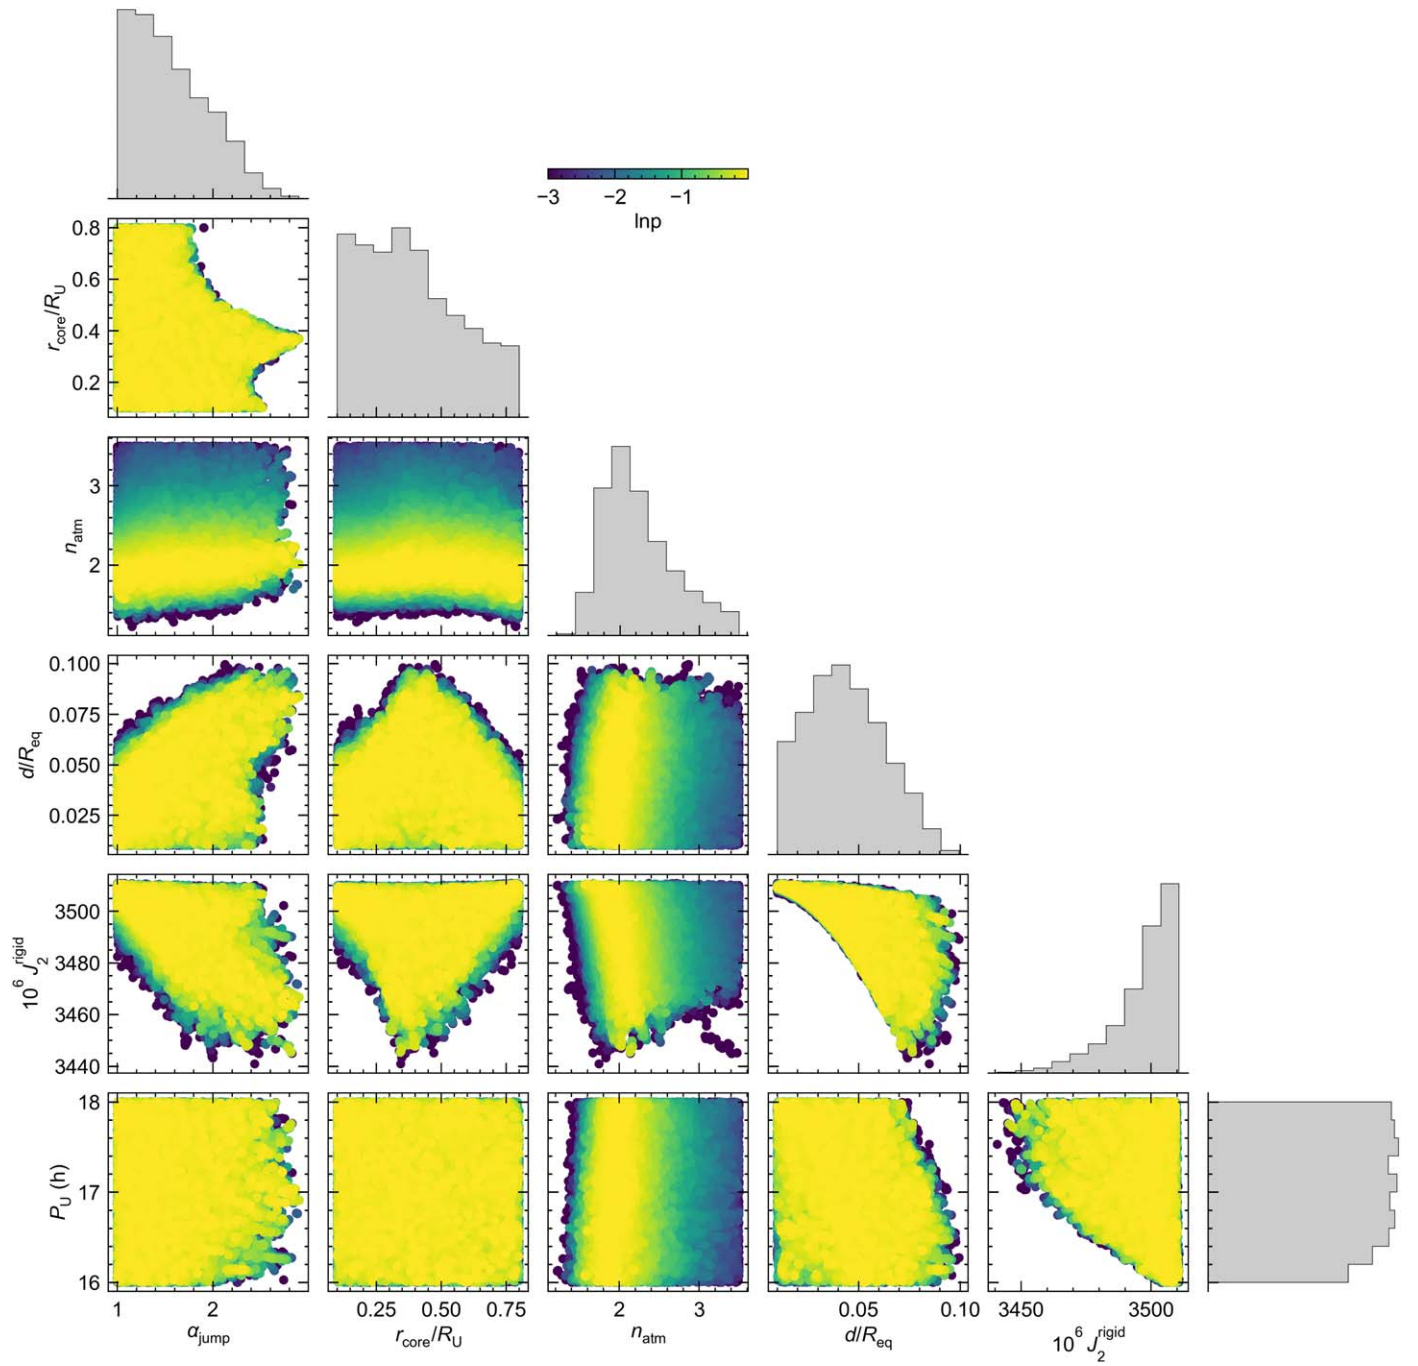 −3 −2 −1
lnp
0.8
0.6
0.4
0.2
r_core/R_U
3
2
n_atm
0.100
0.075
0.050
0.025
d/R_eq
3500
3480
3460
3440
10^6 J_2^rigid
18
17
16
P_U (h)
1 2 0.25 0.50 0.75 2 3 0.05 0.10 3450 3500
α_jump r_core/R_U n_atm d/R_eq 10^6 J_2^rigid